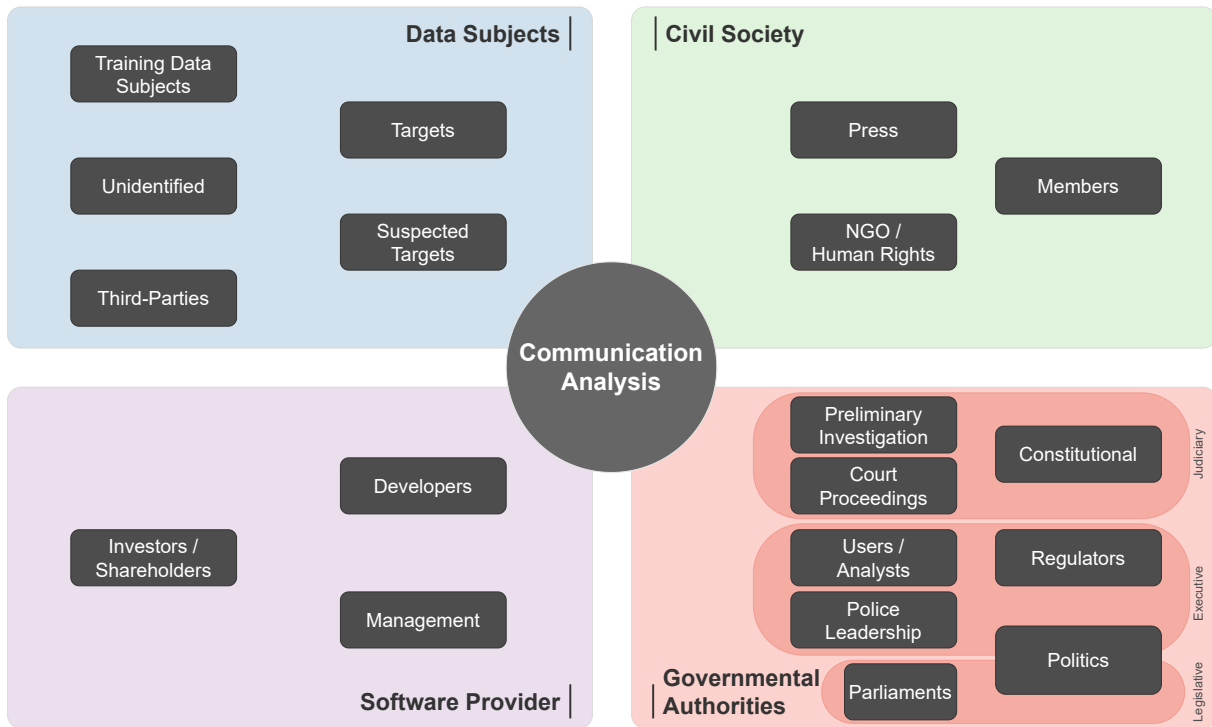 Data Subjects
Training Data
Subjects
Targets
Unidentified
Suspected
Targets
Third-Parties
Civil Society
Press
Members
NGO /
Human Rights
Communication
Analysis
Developers
Investors /
Shareholders
Management
Software Provider
Preliminary
Investigation
Constitutional
Court
Proceedings
Judiciary
Users /
Analysts
Regulators
Police
Leadership
Executive
Politics
Parliaments
Legislative
Governmental
Authorities